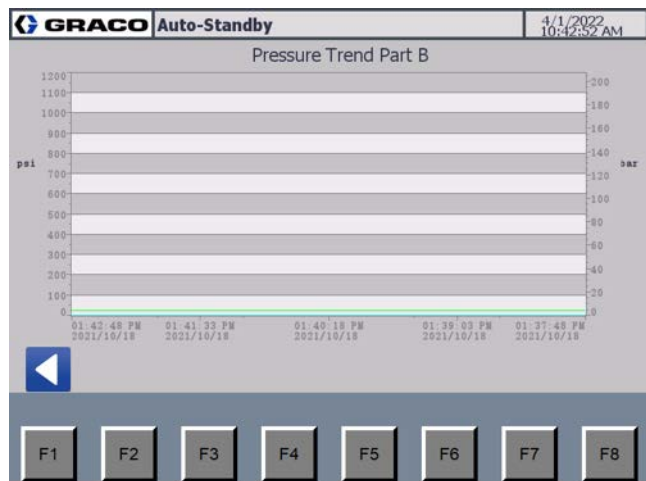 GRACO Auto-Standby 4/1/2022
10:42:52 AM
Pressure Trend Part B
1200
1100
1000
900
psi 800
700
600
500
400
300
200
100
0
200
180
160
140
bar
120
100
80
60
40
20
0
01:42:48 PM 01:41:33 PM 01:40:18 PM 01:39:03 PM 01:37:48 PM
2021/10/18 2021/10/18 2021/10/18 2021/10/18 2021/10/18
F1 F2 F3 F4 F5 F6 F7 F8